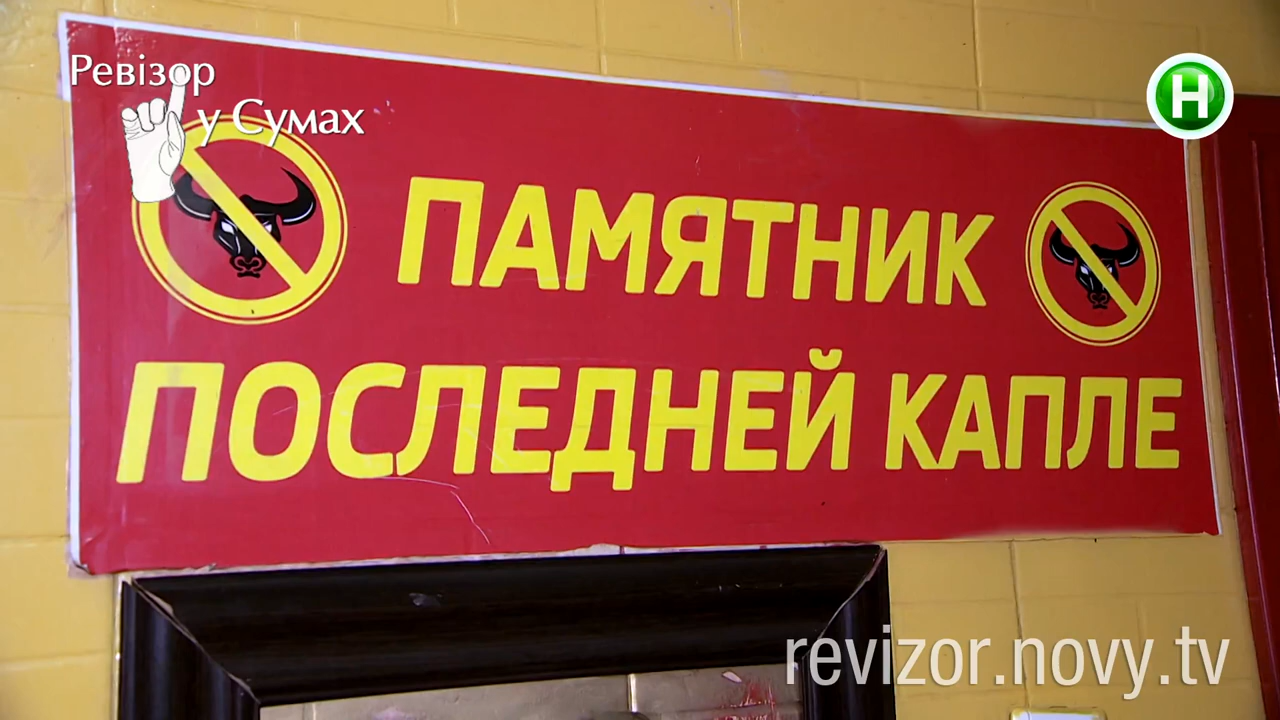 Ревізор
у Сумах
H
ПАМЯТНИК
ПОСЛЕДНЕЙ КАПЛЕ
revizor.novy.tv